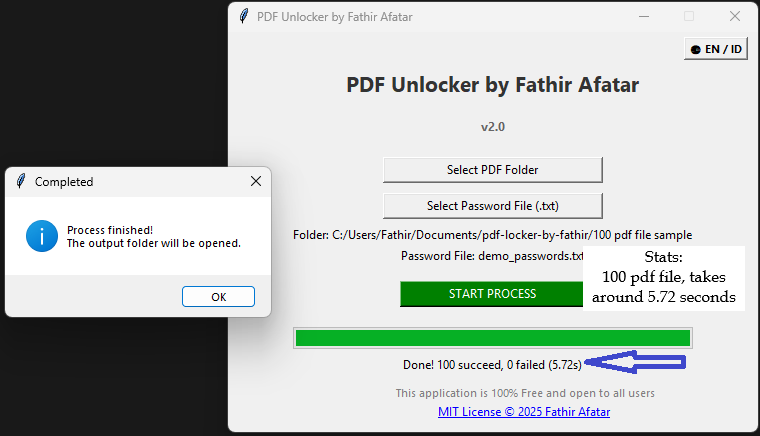 PDF Unlocker by Fathir Afatar
EN / ID
PDF Unlocker by Fathir Afatar
v2.0
Select PDF Folder
Select Password File (.txt)
Folder: C:/Users/Fathir/Documents/pdf-locker-by-fathir/100 pdf file sample
Password File: demo_passwords.txt
Stats:
100 pdf file, takes
around 5.72 seconds
START PROCESS
Done! 100 succeed, 0 failed (5.72s)
This application is 100% Free and open to all users
MIT License © 2025 Fathir Afatar
Completed
Process finished!
The output folder will be opened.
OK